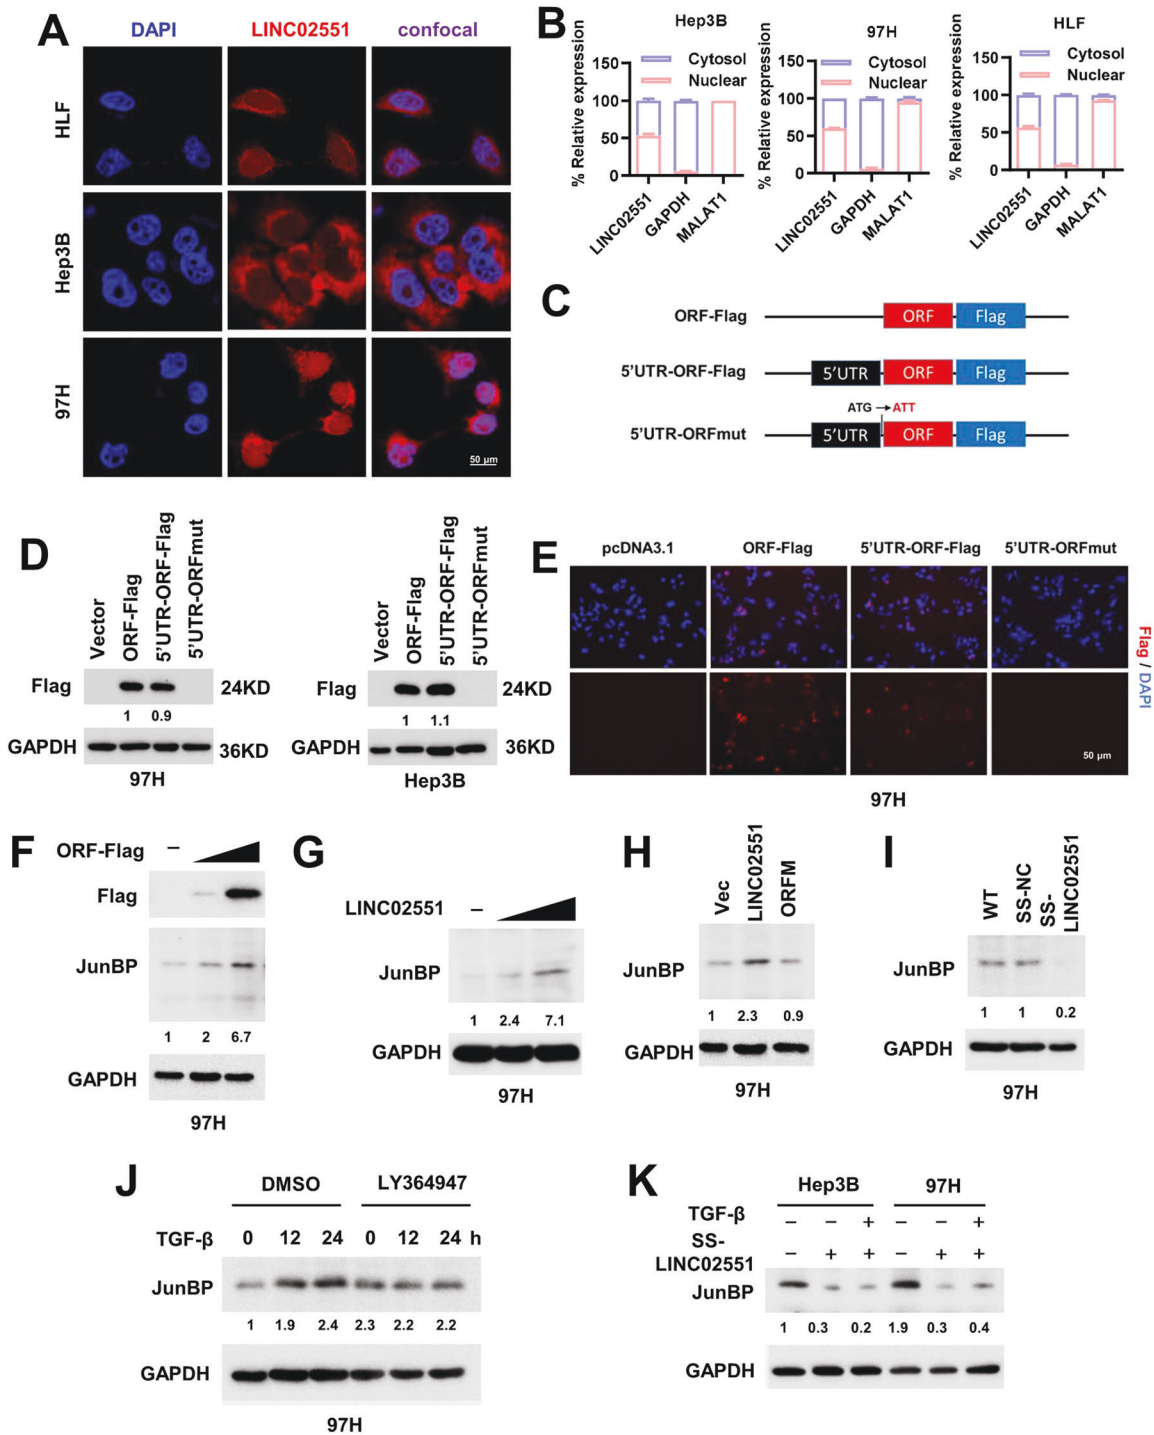 A
DAPI LINC02551 confocal
HLF
Hep3B
97H
50 µm
B
Hep3B
% Relative expression
Cytosol
Nuclear
150
100
50
0
LINC02551
GAPDH
MALAT1
97H
% Relative expression
Cytosol
Nuclear
150
100
50
0
LINC02551
GAPDH
MALAT1
HLF
% Relative expression
Cytosol
Nuclear
150
100
50
0
LINC02551
GAPDH
MALAT1
C
ORF-Flag ORF Flag
5'UTR-ORF-Flag 5'UTR ORF Flag
ATG → ATT
5'UTR-ORFmut 5'UTR ORF Flag
D
Vector
ORF-Flag
5'UTR-ORF-Flag
5'UTR-ORFmut
Flag 24KD
1 0.9
GAPDH 36KD
97H
Vector
ORF-Flag
5'UTR-ORF-Flag
5'UTR-ORFmut
Flag 24KD
1 1.1
GAPDH 36KD
Hep3B
E
pcDNA3.1 ORF-Flag 5'UTR-ORF-Flag 5'UTR-ORFmut
Flag / DAPI
50 µm
97H
F
ORF-Flag –
Flag
JunBP
1 2 6.7
GAPDH
97H
G
LINC02551 –
JunBP
1 2.4 7.1
GAPDH
97H
H
Vec
LINC02551
ORFM
JunBP
1 2.3 0.9
GAPDH
97H
I
WT
SS-NC
SS-
LINC02551
JunBP
1 1 0.2
GAPDH
97H
J
DMSO LY364947
TGF-β 0 12 24 0 12 24 h
JunBP
1 1.9 2.4 2.3 2.2 2.2
GAPDH
97H
K
Hep3B 97H
TGF-β – – + – – +
SS-
LINC02551 – + + – + +
JunBP
1 0.3 0.2 1.9 0.3 0.4
GAPDH